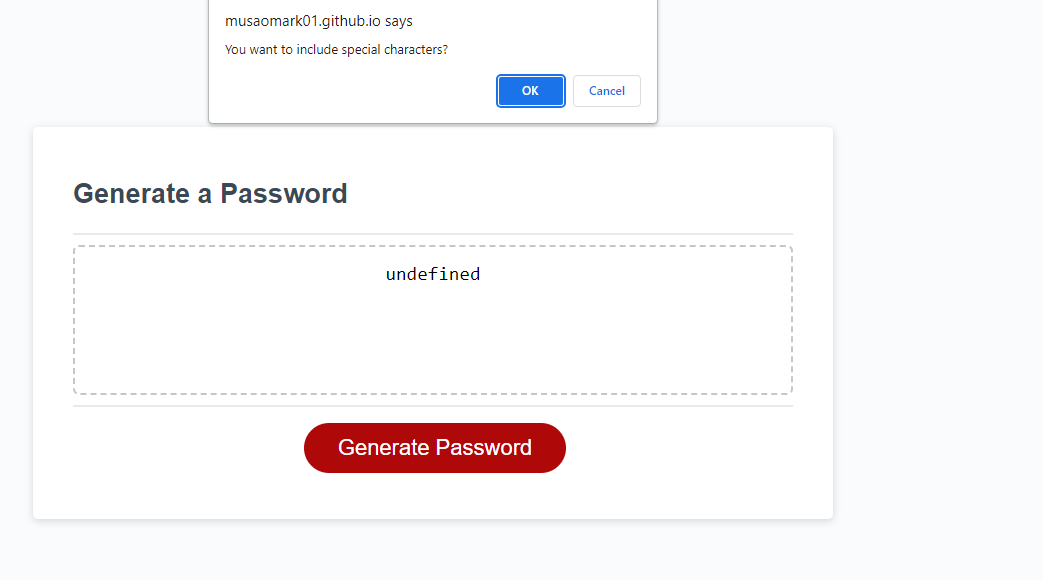 musaomark01.github.io says
You want to include special characters?
OK
Cancel
Generate a Password
undefined
Generate Password